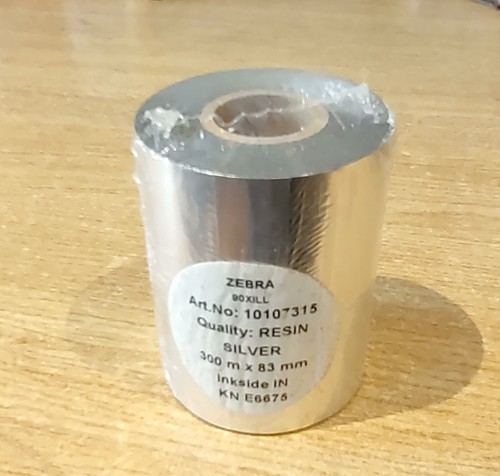 ZEBRA
90XILL
Art.No: 10107315
Quality: RESIN
SILVER
300 m x 83 mm
Inkside IN
KN E6675